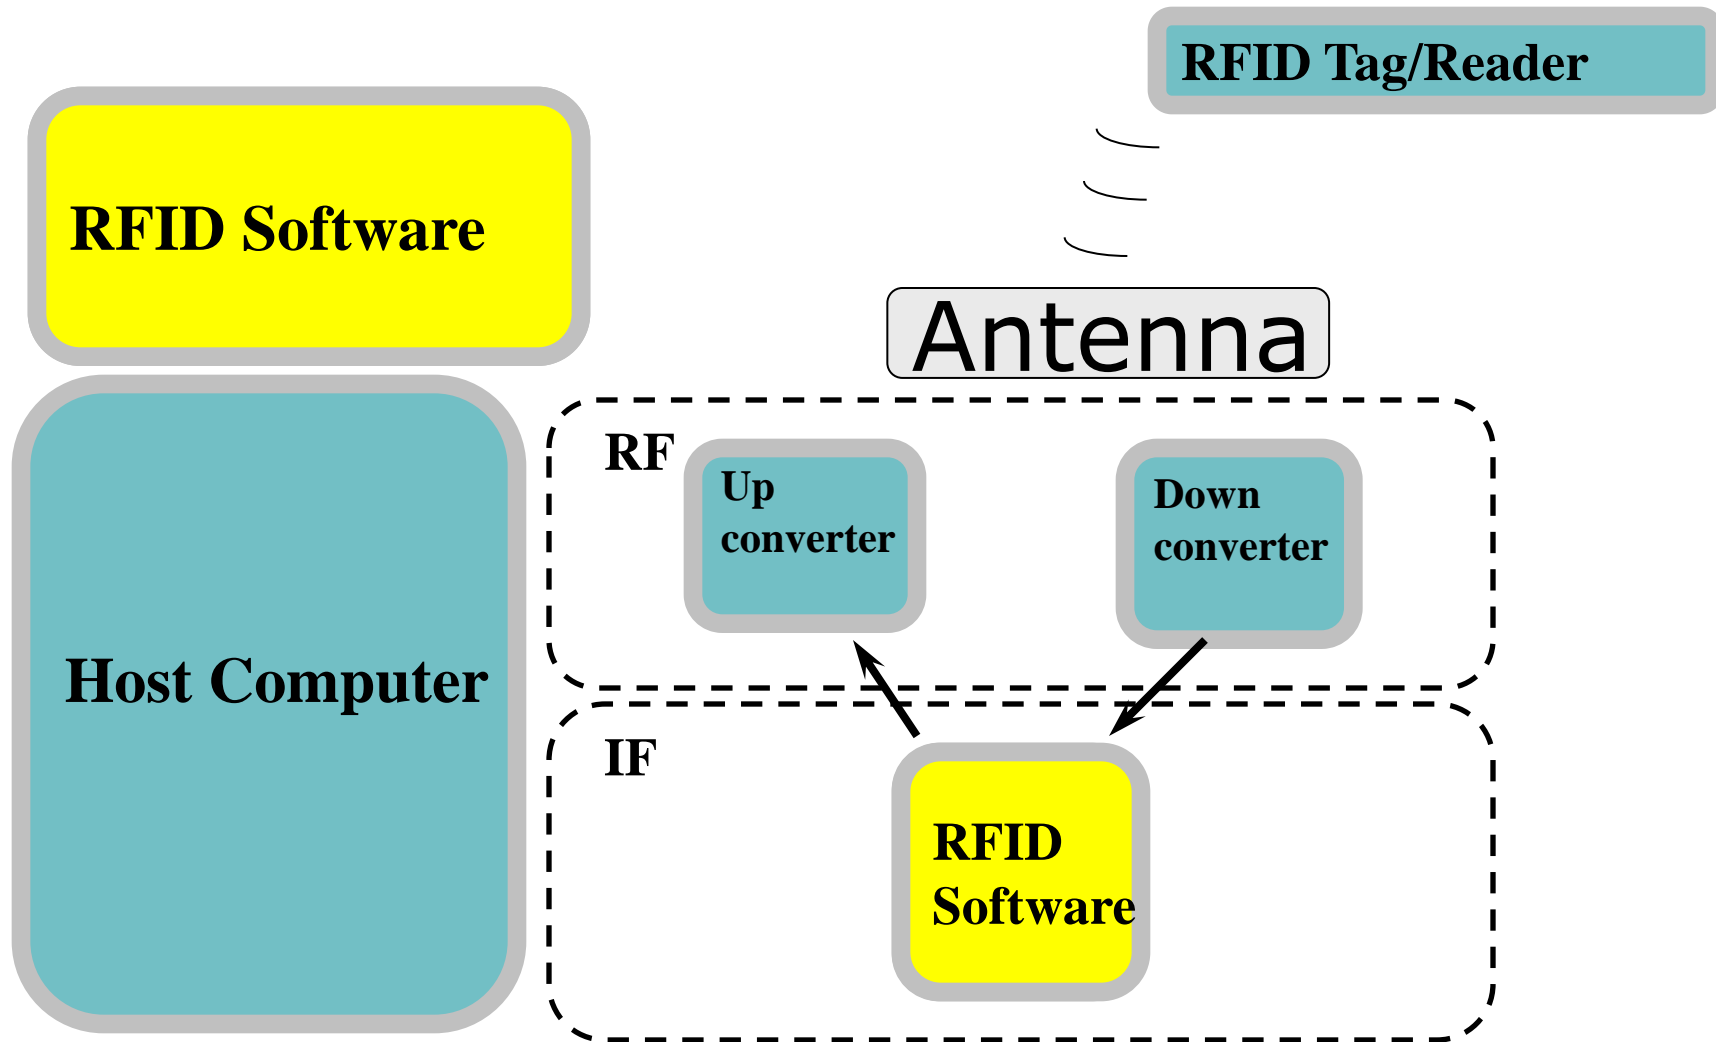 RFID Tag/Reader
RFID Software
Antenna
RF
Up
converter
Down
converter
Host Computer
IF
RFID
Software